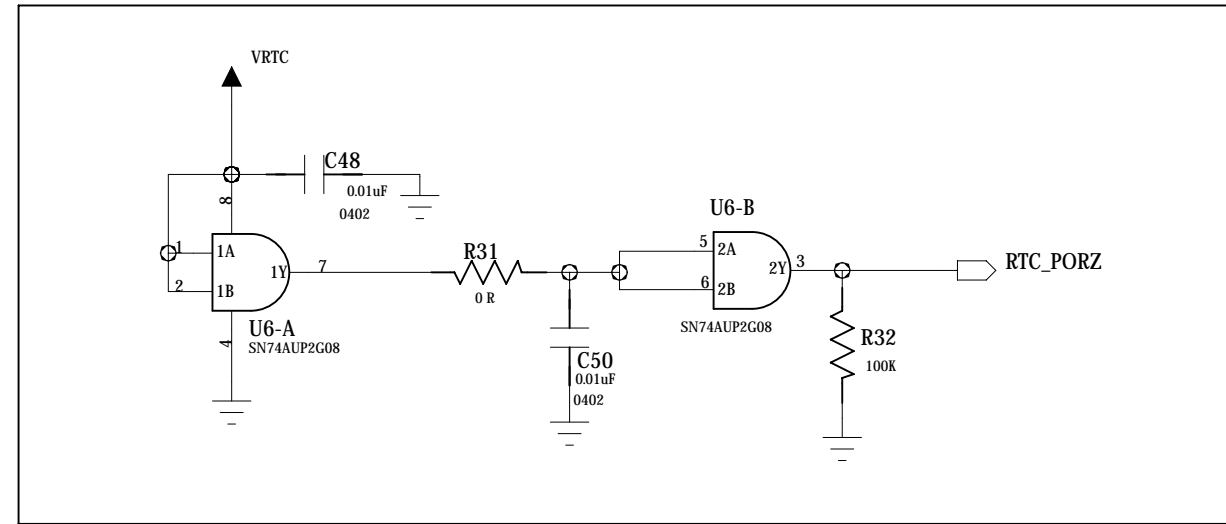 VRTC
C48
0.01uF
0402
8
1
1A
1Y
7
2
1B
4
U6-A
SN74AUP2G08
R31
0 R
C50
0.01uF
0402
U6-B
5
2A
2Y
3
6
2B
SN74AUP2G08
RTC_PORZ
R32
100K